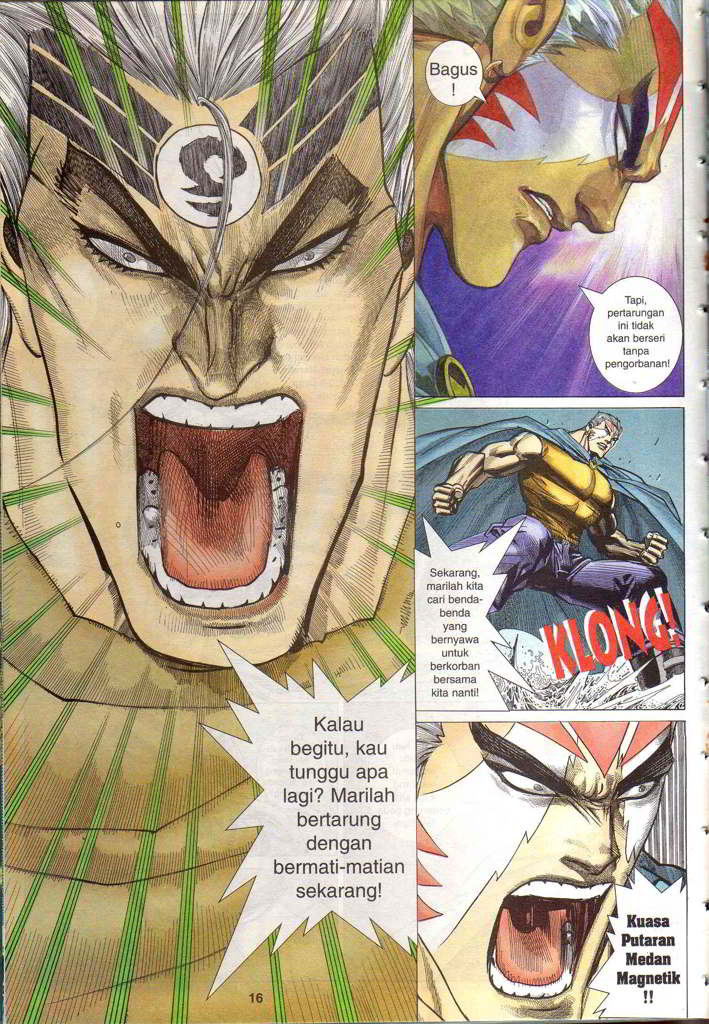 Kalau
begitu, kau
tunggu apa
lagi? Marilah
bertarung
dengan
bermati-matian
sekarang!
Bagus
!
Tapi,
pertarungan
ini tidak
akan berseri
tanpa
pengorbanan!
Sekarang,
marilah kita
cari benda-
benda
yang
bernyawa
untuk
berkorban
bersama
kita nanti!
KLONG!
Kuasa
Putaran
Medan
Magnetik
!!
16